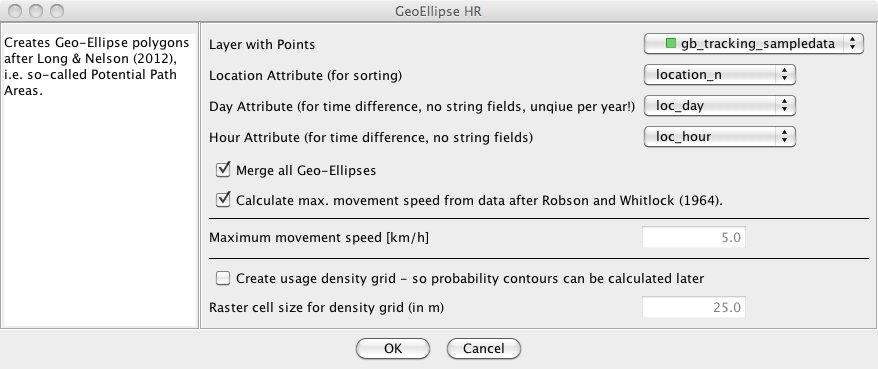 GeoEllipse HR
Creates Geo-Ellipse polygons
after Long & Nelson (2012),
i.e. so-called Potential Path
Areas.
Layer with Points gb_tracking_sampledata
Location Attribute (for sorting) location_n
Day Attribute (for time difference, no string fields, unqiue per year!) loc_day
Hour Attribute (for time difference, no string fields) loc_hour
Merge all Geo-Ellipses
Calculate max. movement speed from data after Robson and Whitlock (1964).
Maximum movement speed [km/h] 5.0
Create usage density grid - so probability contours can be calculated later
Raster cell size for density grid (in m) 25.0
OK Cancel